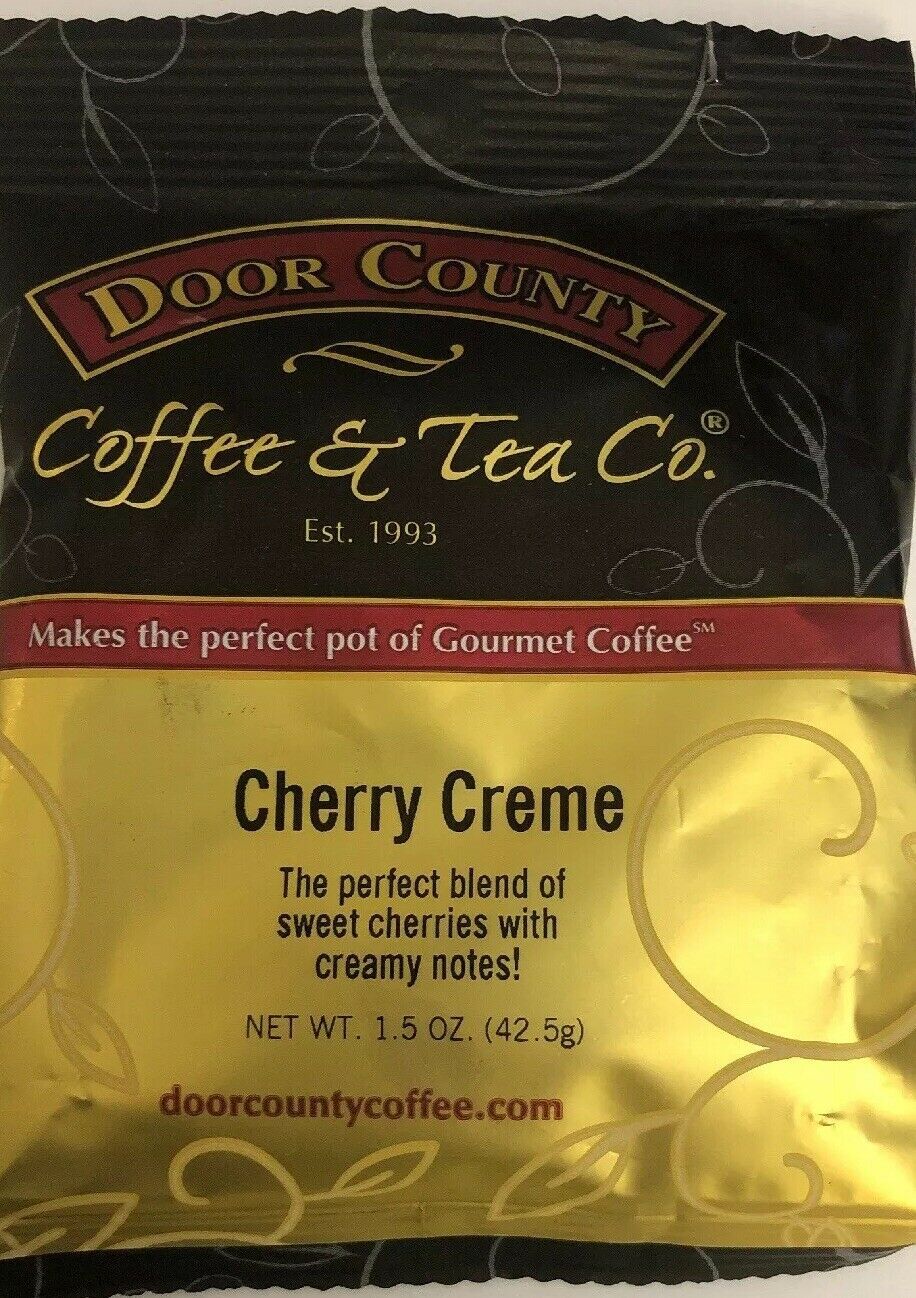 DOOR COUNTY
Coffee & Tea Co.®
Est. 1993
Makes the perfect pot of Gourmet Coffee℠
Cherry Creme
The perfect blend of
sweet cherries with
creamy notes!
NET WT. 1.5 OZ. (42.5g)
doorcountycoffee.com